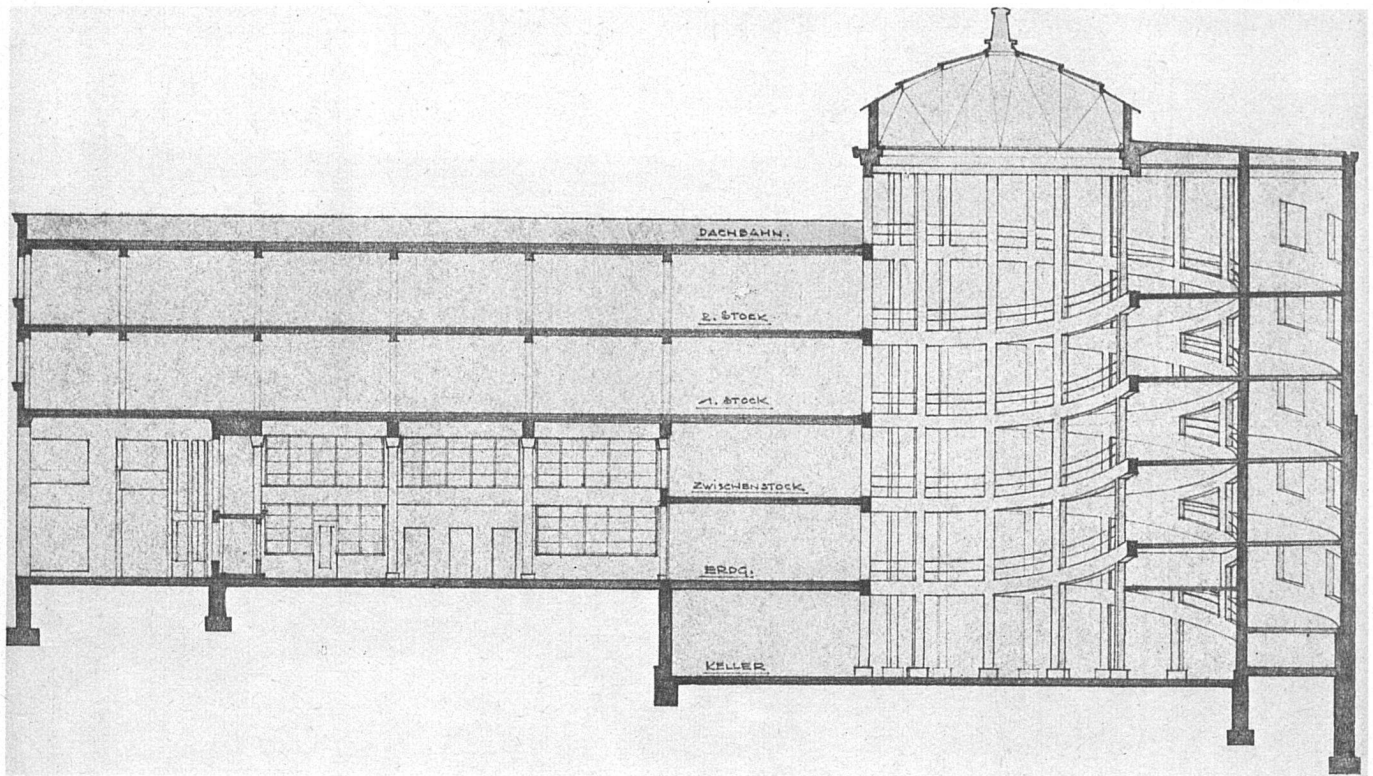 DACHBAHN.
2. STOCK
1. STOCK
ZWISCHENSTOCK
ERDG.
KELLER